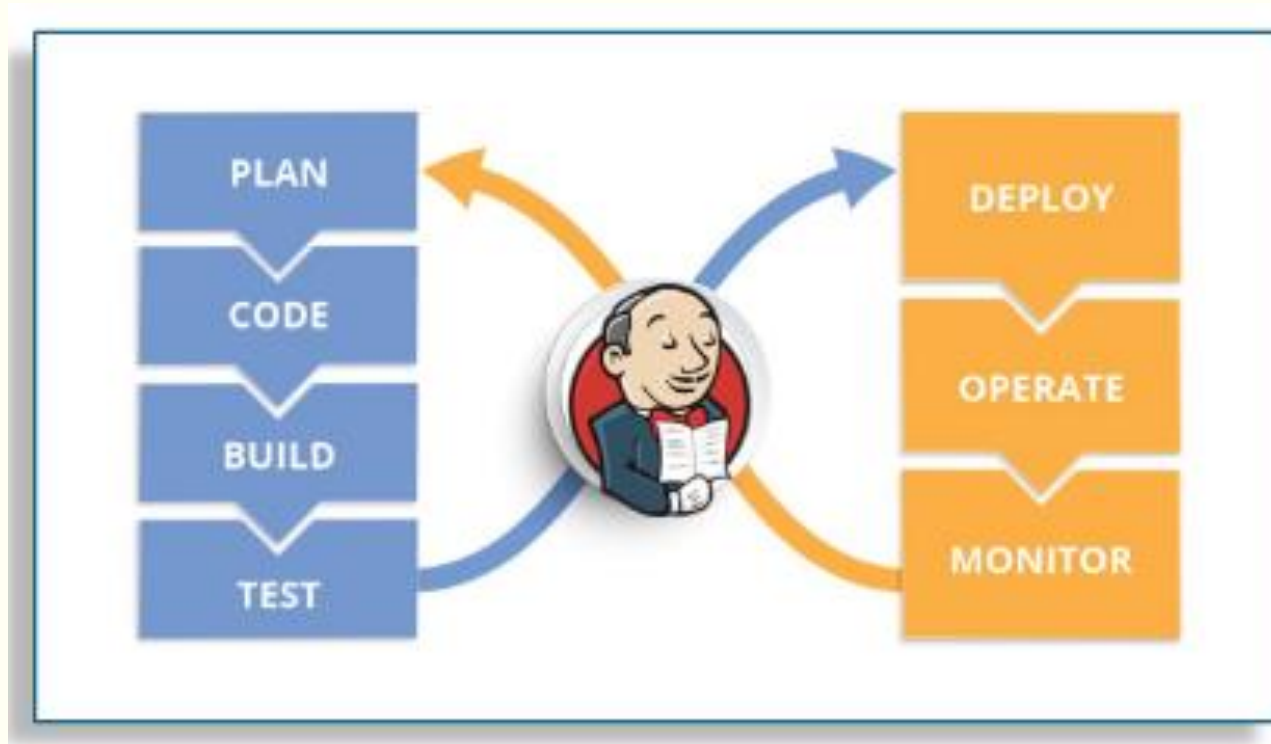 PLAN
CODE
BUILD
TEST
DEPLOY
OPERATE
MONITOR